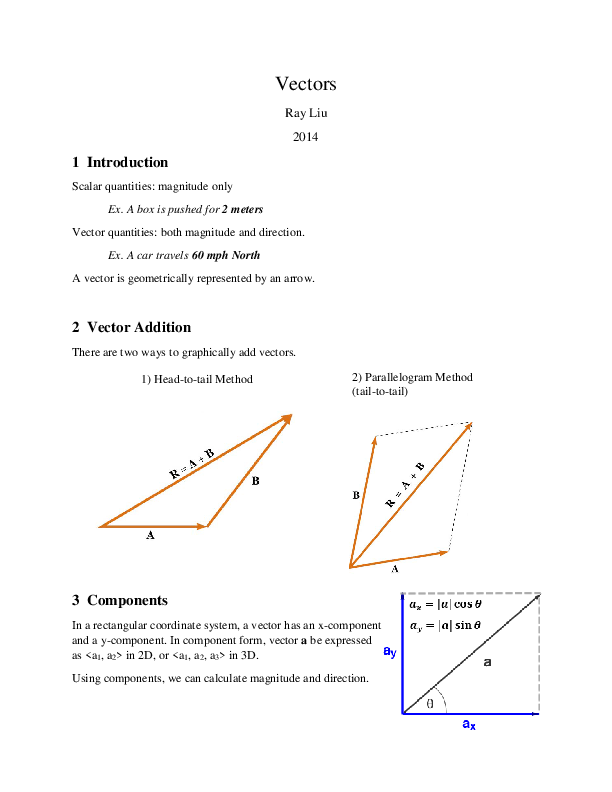 Vectors
Ray Liu
2014
1 Introduction
Scalar quantities: magnitude only
Ex. A box is pushed for 2 meters
Vector quantities: both magnitude and direction.
Ex. A car travels 60 mph North
A vector is geometrically represented by an arrow.
2 Vector Addition
There are two ways to graphically add vectors.
1) Head-to-tail Method
2) Parallelogram Method
(tail-to-tail)
R = A + B
B
A
B
R = A + B
A
3 Components
In a rectangular coordinate system, a vector has an x-component
and a y-component. In component form, vector a be expressed
as <a₁, a₂> in 2D, or <a₁, a₂, a₃> in 3D.
Using components, we can calculate magnitude and direction.
aₓ = |a| cos θ
a_y = |a| sin θ
a_y
a
θ
aₓ